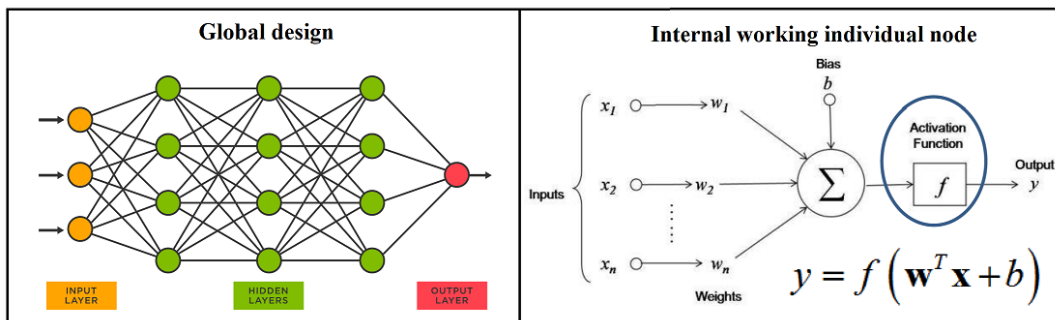 Global design
INPUT
LAYER
HIDDEN
LAYERS
OUTPUT
LAYER
Internal working individual node
Bias
b
x1
w1
Activation
Function
Inputs
x2
w2
∑
f
Output
y
xn
wn
Weights
y = f (w^T x + b)